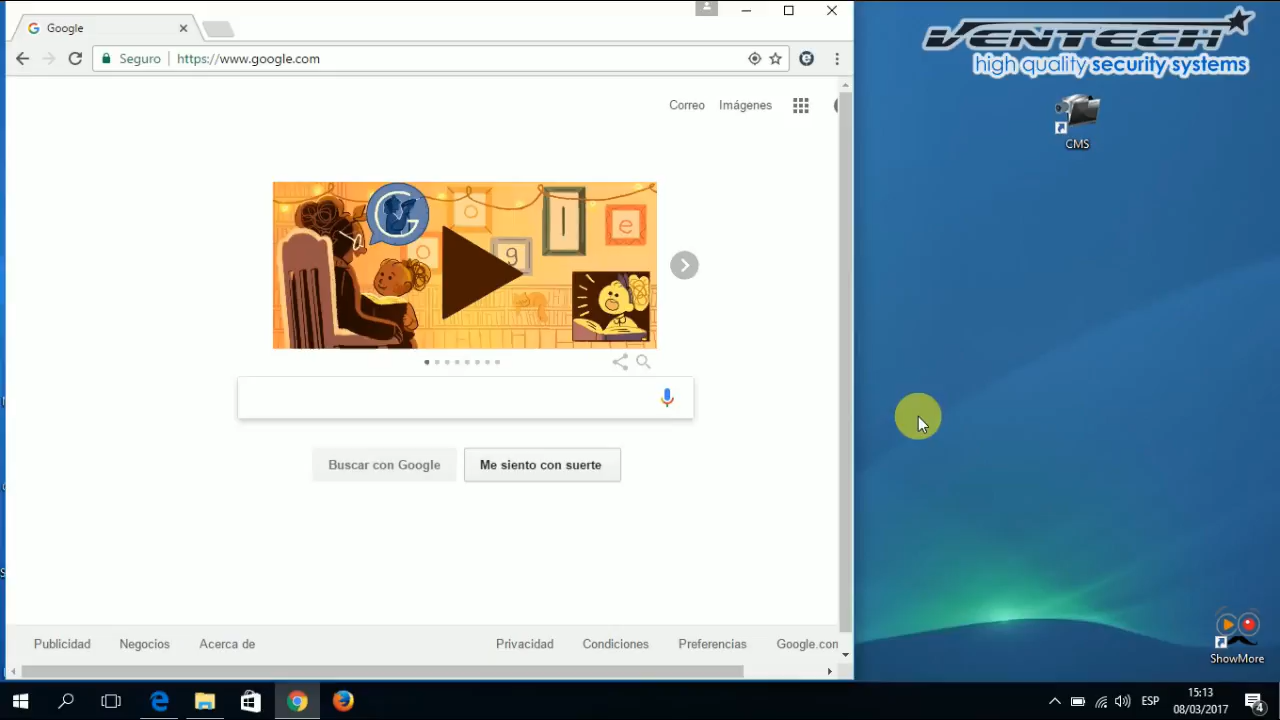 Google
Seguro
https://www.google.com
Correo
Imágenes
G
o
o
g
l
e
Buscar con Google
Me siento con suerte
Publicidad
Negocios
Acerca de
Privacidad
Condiciones
Preferencias
Google.com
VENTECH
high quality security systems
CMS
ShowMore
ESP
15:13
08/03/2017
4